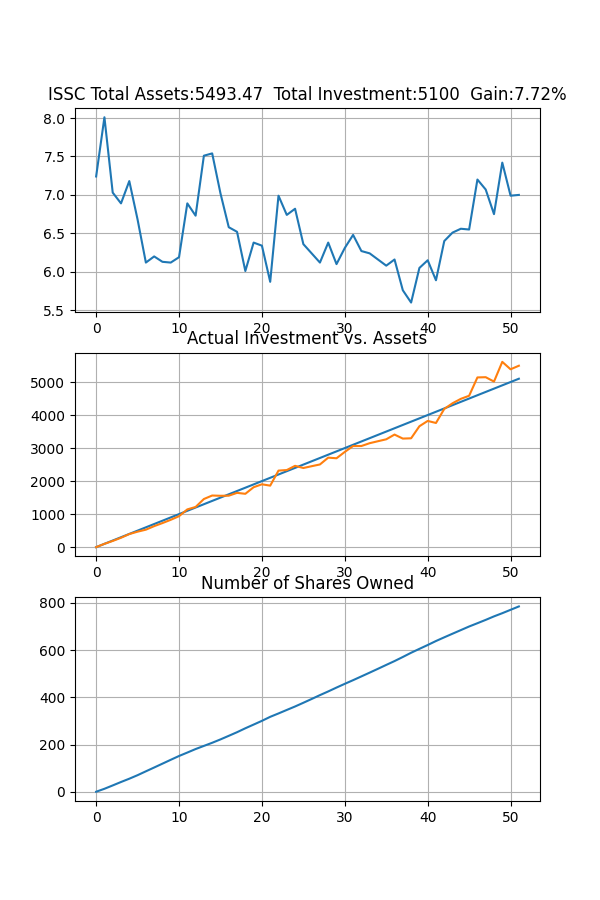 ISSC Total Assets:5493.47  Total Investment:5100  Gain:7.72%
8.0
7.5
7.0
6.5
6.0
5.5
0 10 20 30 40 50
Actual Investment vs. Assets
5000
4000
3000
2000
1000
0
0 10 20 30 40 50
Number of Shares Owned
800
600
400
200
0
0 10 20 30 40 50